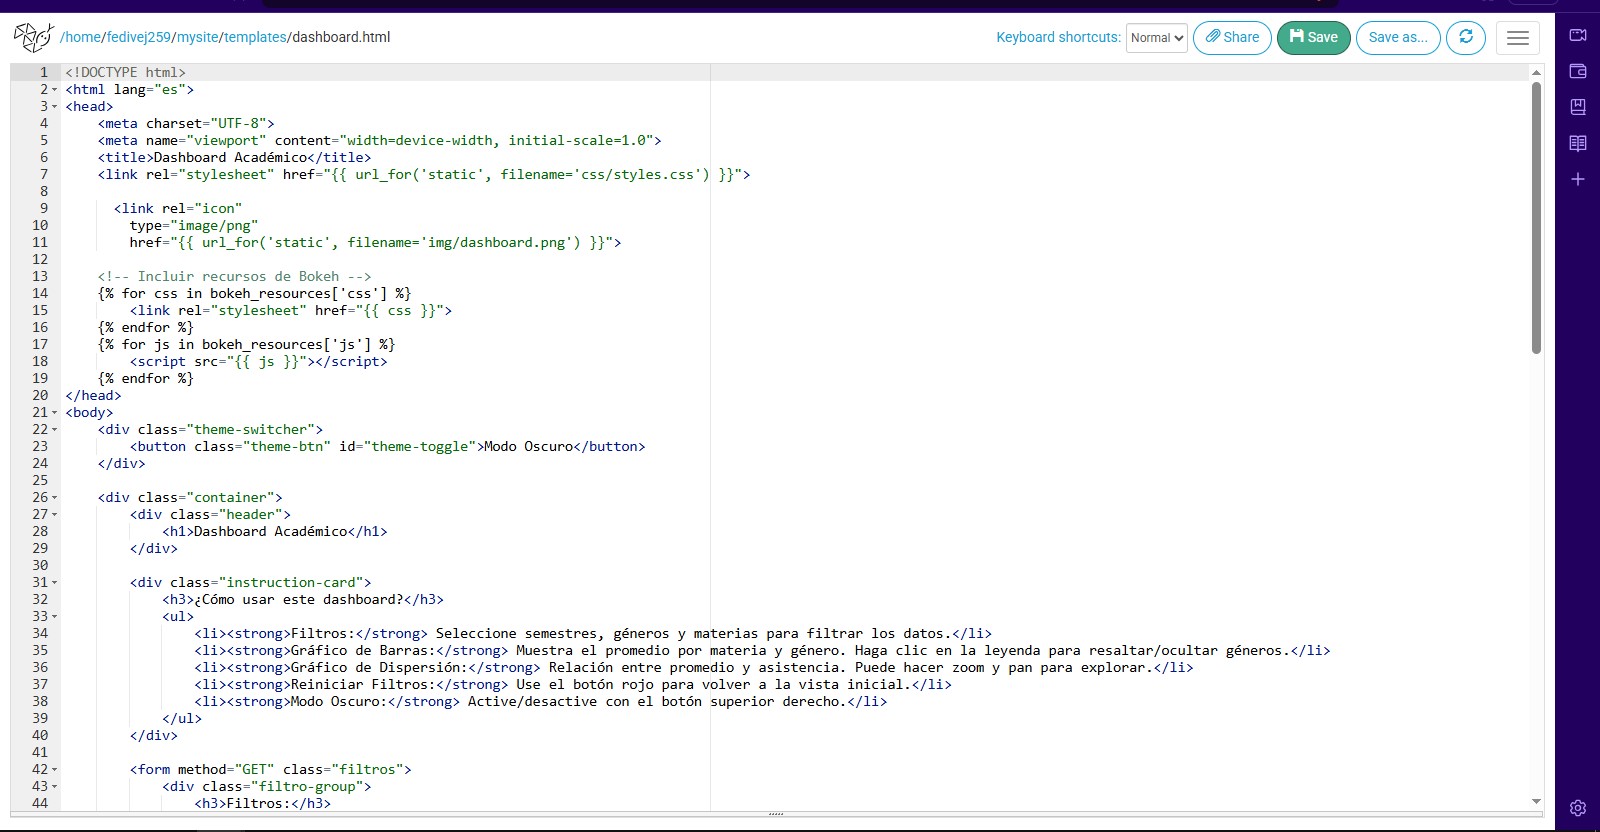 /home/fedivej259/mysite/templates/dashboard.html
Keyboard shortcuts: Normal Share Save Save as...
1 <!DOCTYPE html>
2 <html lang="es">
3 <head>
4 <meta charset="UTF-8">
5 <meta name="viewport" content="width=device-width, initial-scale=1.0">
6 <title>Dashboard Académico</title>
7 <link rel="stylesheet" href="{{ url_for('static', filename='css/styles.css') }}">
8
9 <link rel="icon"
10 type="image/png"
11 href="{{ url_for('static', filename='img/dashboard.png') }}">
12
13 <!-- Incluir recursos de Bokeh -->
14 {% for css in bokeh_resources['css'] %}
15 <link rel="stylesheet" href="{{ css }}">
16 {% endfor %}
17 {% for js in bokeh_resources['js'] %}
18 <script src="{{ js }}"></script>
19 {% endfor %}
20 </head>
21 <body>
22 <div class="theme-switcher">
23 <button class="theme-btn" id="theme-toggle">Modo Oscuro</button>
24 </div>
25
26 <div class="container">
27 <div class="header">
28 <h1>Dashboard Académico</h1>
29 </div>
30
31 <div class="instruction-card">
32 <h3>¿Cómo usar este dashboard?</h3>
33 <ul>
34 <li><strong>Filtros:</strong> Seleccione semestres, géneros y materias para filtrar los datos.</li>
35 <li><strong>Gráfico de Barras:</strong> Muestra el promedio por materia y género. Haga clic en la leyenda para resaltar/ocultar géneros.</li>
36 <li><strong>Gráfico de Dispersión:</strong> Relación entre promedio y asistencia. Puede hacer zoom y pan para explorar.</li>
37 <li><strong>Reiniciar Filtros:</strong> Use el botón rojo para volver a la vista inicial.</li>
38 <li><strong>Modo Oscuro:</strong> Active/desactive con el botón superior derecho.</li>
39 </ul>
40 </div>
41
42 <form method="GET" class="filtros">
43 <div class="filtro-group">
44 <h3>Filtros:</h3>